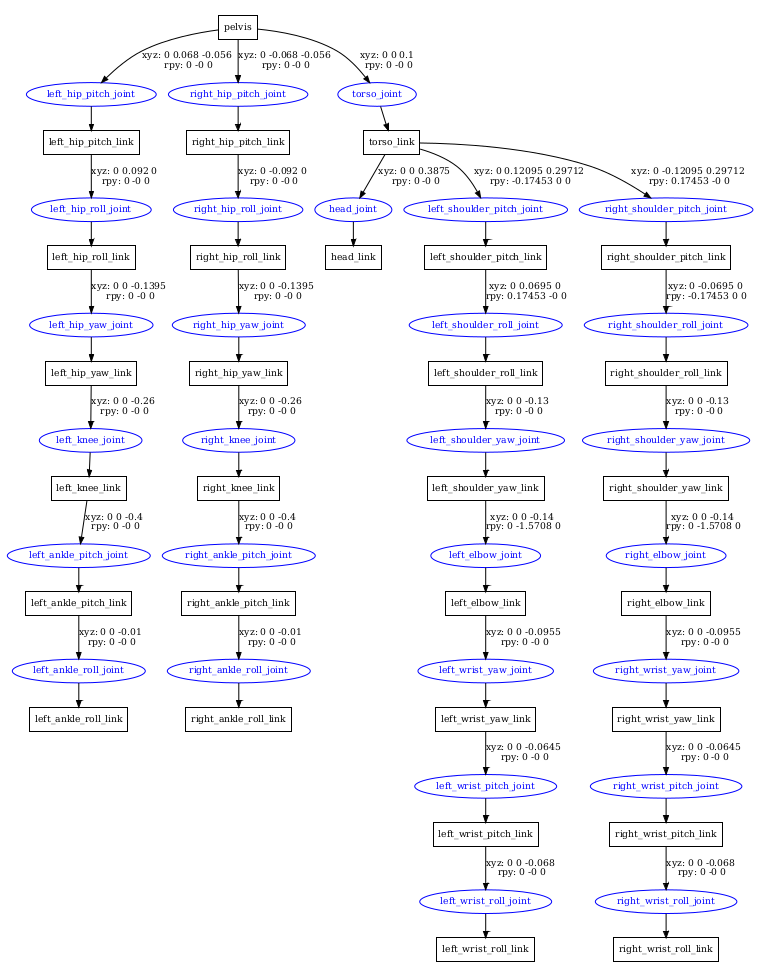 pelvis
xyz: 0 0.068 -0.056
rpy: 0 -0 0
xyz: 0 -0.068 -0.056
rpy: 0 -0 0
xyz: 0 0 0.1
rpy: 0 -0 0
left_hip_pitch_joint
right_hip_pitch_joint
torso_joint
left_hip_pitch_link
right_hip_pitch_link
torso_link
xyz: 0 0.092 0
rpy: 0 -0 0
xyz: 0 -0.092 0
rpy: 0 -0 0
xyz: 0 0 0.3875
rpy: 0 -0 0
xyz: 0 0.12095 0.29712
rpy: -0.17453 -0 0
xyz: 0 -0.12095 0.29712
rpy: 0.17453 -0 0
left_hip_roll_joint
right_hip_roll_joint
head_joint
left_shoulder_pitch_joint
right_shoulder_pitch_joint
left_hip_roll_link
right_hip_roll_link
head_link
left_shoulder_pitch_link
right_shoulder_pitch_link
xyz: 0 0 -0.1395
rpy: 0 -0 0
xyz: 0 0 -0.1395
rpy: 0 -0 0
xyz: 0 0.0695 0
rpy: 0.17453 -0 0
xyz: 0 -0.0695 0
rpy: -0.17453 0 0
left_hip_yaw_joint
right_hip_yaw_joint
left_shoulder_roll_joint
right_shoulder_roll_joint
left_hip_yaw_link
right_hip_yaw_link
left_shoulder_roll_link
right_shoulder_roll_link
xyz: 0 0 -0.26
rpy: 0 -0 0
xyz: 0 0 -0.26
rpy: 0 -0 0
xyz: 0 0 -0.13
rpy: 0 -0 0
xyz: 0 0 -0.13
rpy: 0 -0 0
left_knee_joint
right_knee_joint
left_shoulder_yaw_joint
right_shoulder_yaw_joint
left_knee_link
right_knee_link
left_shoulder_yaw_link
right_shoulder_yaw_link
xyz: 0 0 -0.4
rpy: 0 -0 0
xyz: 0 0 -0.4
rpy: 0 -0 0
xyz: 0 0 -0.14
rpy: 0 -1.5708 0
xyz: 0 0 -0.14
rpy: 0 -1.5708 0
left_ankle_pitch_joint
right_ankle_pitch_joint
left_elbow_joint
right_elbow_joint
left_ankle_pitch_link
right_ankle_pitch_link
left_elbow_link
right_elbow_link
xyz: 0 0 -0.01
rpy: 0 -0 0
xyz: 0 0 -0.01
rpy: 0 -0 0
xyz: 0 0 -0.0955
rpy: 0 -0 0
xyz: 0 0 -0.0955
rpy: 0 -0 0
left_ankle_roll_joint
right_ankle_roll_joint
left_wrist_yaw_joint
right_wrist_yaw_joint
left_ankle_roll_link
right_ankle_roll_link
left_wrist_yaw_link
right_wrist_yaw_link
xyz: 0 0 -0.0645
rpy: 0 -0 0
xyz: 0 0 -0.0645
rpy: 0 -0 0
left_wrist_pitch_joint
right_wrist_pitch_joint
left_wrist_pitch_link
right_wrist_pitch_link
xyz: 0 0 -0.068
rpy: 0 -0 0
xyz: 0 0 -0.068
rpy: 0 -0 0
left_wrist_roll_joint
right_wrist_roll_joint
left_wrist_roll_link
right_wrist_roll_link